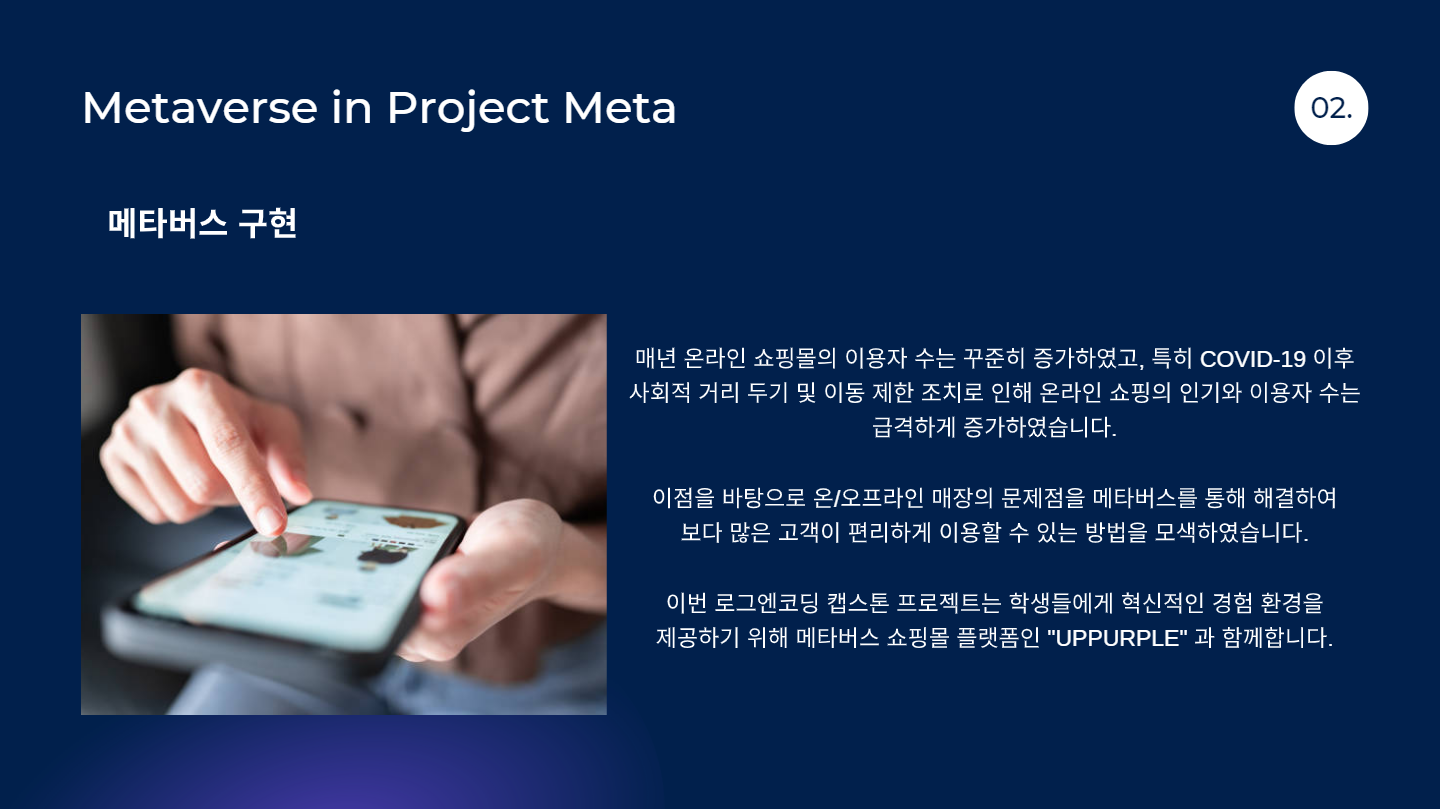 Metaverse in Project Meta
02.
메타버스 구현
매년 온라인 쇼핑몰의 이용자 수는 꾸준히 증가하였고, 특히 COVID-19 이후
사회적 거리 두기 및 이동 제한 조치로 인해 온라인 쇼핑의 인기와 이용자 수는
급격하게 증가하였습니다.
이점을 바탕으로 온/오프라인 매장의 문제점을 메타버스를 통해 해결하여
보다 많은 고객이 편리하게 이용할 수 있는 방법을 모색하였습니다.
이번 로그엔코딩 캡스톤 프로젝트는 학생들에게 혁신적인 경험 환경을
제공하기 위해 메타버스 쇼핑몰 플랫폼인 "UPPURPLE" 과 함께합니다.